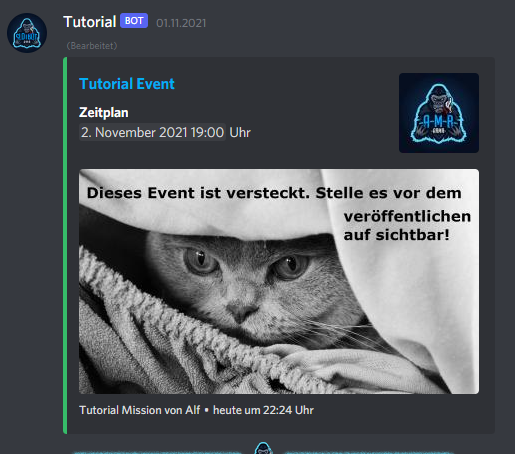 Tutorial BOT 01.11.2021
(Bearbeitet)
Tutorial Event
Zeitplan
2. November 2021 19:00 Uhr
A-M-R
Dieses Event ist versteckt. Stelle es vor dem
veröffentlichen
auf sichtbar!
Tutorial Mission von Alf • heute um 22:24 Uhr